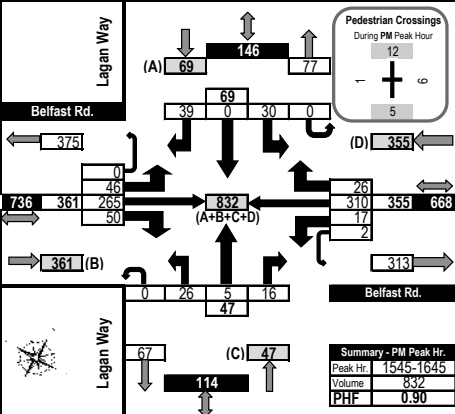 Lagan Way
Pedestrian Crossings
During PM Peak Hour
12
1
6
5
146
(A) 69
77
69
39 0 30 0
Belfast Rd.
375
(D) 355
0
46
736 361 265
50
832
(A+B+C+D)
26
310 355 668
17
2
361 (B)
313
0 26 5 16
47
Belfast Rd.
Lagan Way
67
(C) 47
114
Summary - PM Peak Hr.
Peak Hr. 1545-1645
Volume 832
PHF 0.90